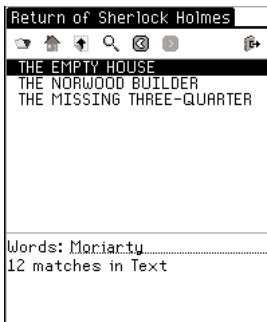 Return of Sherlock Holmes
THE EMPTY HOUSE
THE NORWOOD BUILDER
THE MISSING THREE-QUARTER
Words: Moriarty
12 matches in Text